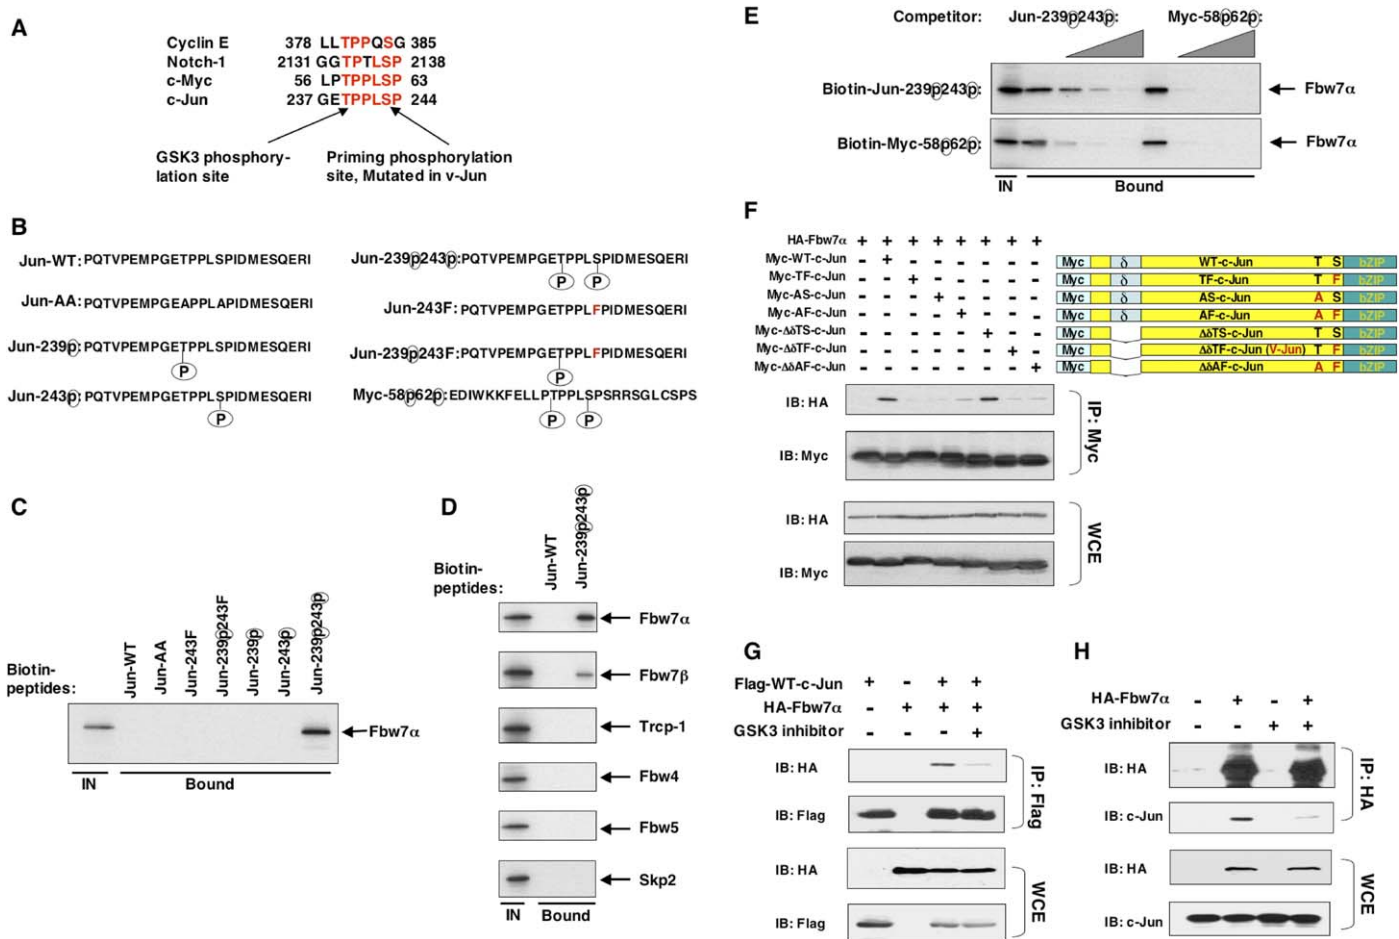 A
Cyclin E 378 LLTPPQSG 385
Notch-1 2131 GGTPTLSP 2138
c-Myc 56 LPTPPLSP 63
c-Jun 237 GETPPLSP 244
GSK3 phosphory-
lation site
Priming phosphorylation
site, Mutated in v-Jun
B
Jun-WT: PQTVPEMPGETPPLSPIDMESQERI
Jun-AA: PQTVPEMPGEAPPLAPIDMESQERI
Jun-239p: PQTVPEMPGETPPLSPIDMESQERI
P
Jun-243p: PQTVPEMPGETPPLSPIDMESQERI
P
Jun-239p243p: PQTVPEMPGETPPLSPIDMESQERI
P P
Jun-243F: PQTVPEMPGETPPLFPIDMESQERI
Jun-239p243F: PQTVPEMPGETPPLFPIDMESQERI
P
Myc-58p62p: EDIWKKFELLPTPPLSPSRRSGLCSPS
P P
C
Biotin-
peptides:
Jun-WT
Jun-AA
Jun-243F
Jun-239p243F
Jun-239p
Jun-243p
Jun-239p243p
Fbw7α
IN Bound
D
Biotin-
peptides:
Jun-WT
Jun-239p243p
Fbw7α
Fbw7β
Trcp-1
Fbw4
Fbw5
Skp2
IN Bound
E
Competitor: Jun-239p243p: Myc-58p62p:
Biotin-Jun-239p243p: Fbw7α
Biotin-Myc-58p62p: Fbw7α
IN Bound
F
HA-Fbw7α + + + + + + + +
Myc-WT-c-Jun - + - - - - - -
Myc-TF-c-Jun - - + - - - - -
Myc-AS-c-Jun - - - + - - - -
Myc-AF-c-Jun - - - - + - - -
Myc-ΔδTS-c-Jun - - - - - + - -
Myc-ΔδTF-c-Jun - - - - - - + -
Myc-ΔδAF-c-Jun - - - - - - - +
Myc δ WT-c-Jun T S bZIP
Myc δ TF-c-Jun T F bZIP
Myc δ AS-c-Jun A S bZIP
Myc δ AF-c-Jun A F bZIP
Myc ΔδTS-c-Jun T S bZIP
Myc ΔδTF-c-Jun (V-Jun) T F bZIP
Myc ΔδAF-c-Jun A F bZIP
IB: HA
IB: Myc
IP: Myc
IB: HA
IB: Myc
WCE
G
Flag-WT-c-Jun + - + +
HA-Fbw7α - + + +
GSK3 inhibitor - - - +
IB: HA
IB: Flag
IP: Flag
IB: HA
IB: Flag
WCE
H
HA-Fbw7α - + - +
GSK3 inhibitor - - + +
IB: HA
IB: c-Jun
IP: HA
IB: HA
IB: c-Jun
WCE